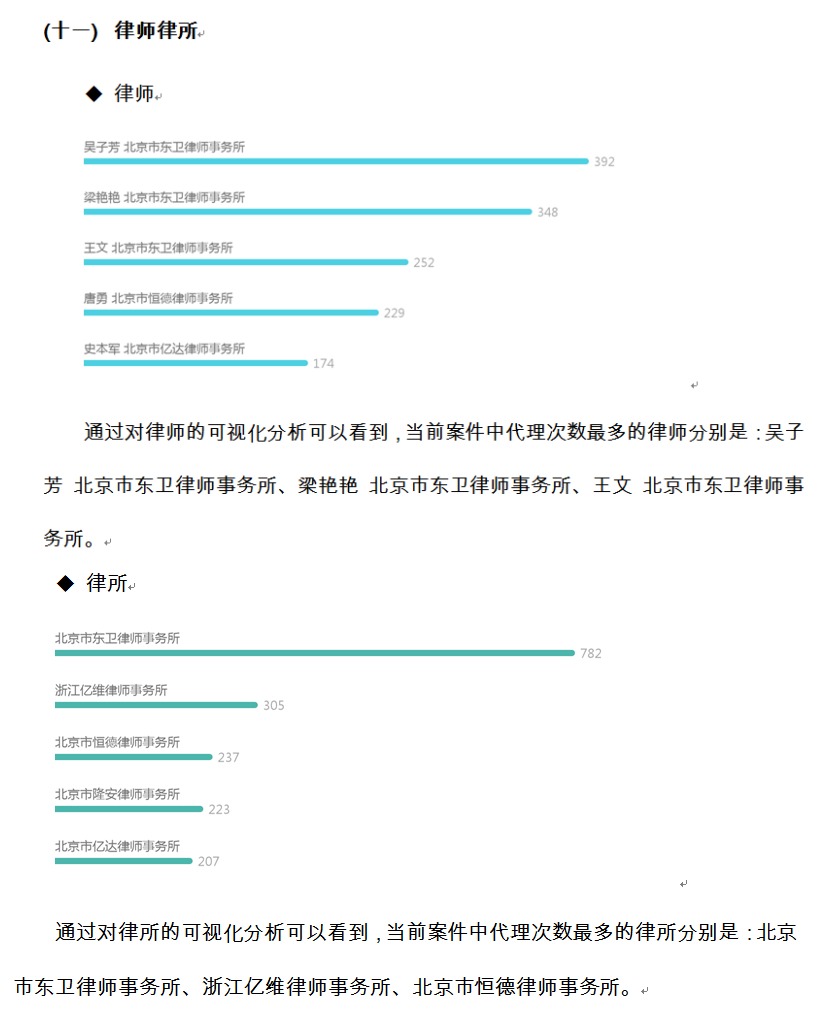 (十一) 律师律所
◆ 律师
吴子芳 北京市东卫律师事务所
392
梁艳艳 北京市东卫律师事务所
348
王文 北京市东卫律师事务所
252
唐勇 北京市恒德律师事务所
229
史本军 北京市亿达律师事务所
174
通过对律师的可视化分析可以看到,当前案件中代理次数最多的律师分别是:吴子
芳 北京市东卫律师事务所、梁艳艳 北京市东卫律师事务所、王文 北京市东卫律师事
务所。
◆ 律所
北京市东卫律师事务所
782
浙江亿维律师事务所
305
北京市恒德律师事务所
237
北京市隆安律师事务所
223
北京市亿达律师事务所
207
通过对律所的可视化分析可以看到,当前案件中代理次数最多的律所分别是:北京
市东卫律师事务所、浙江亿维律师事务所、北京市恒德律师事务所。